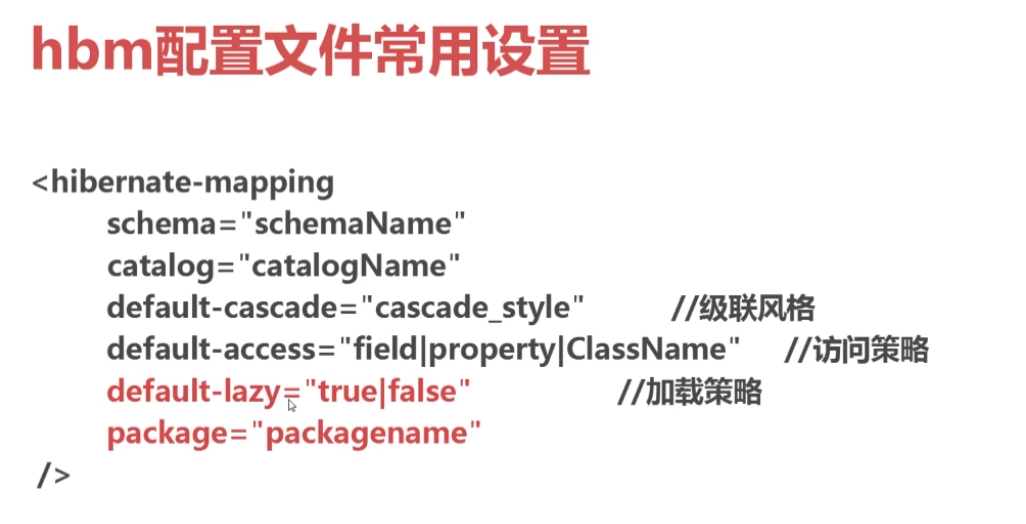 hbm配置文件常用设置
<hibernate-mapping
schema="schemaName"
catalog="catalogName"
default-cascade="cascade_style" //级联风格
default-access="field|property|ClassName" //访问策略
default-lazy="true|false" //加载策略
package="packagename"
/>